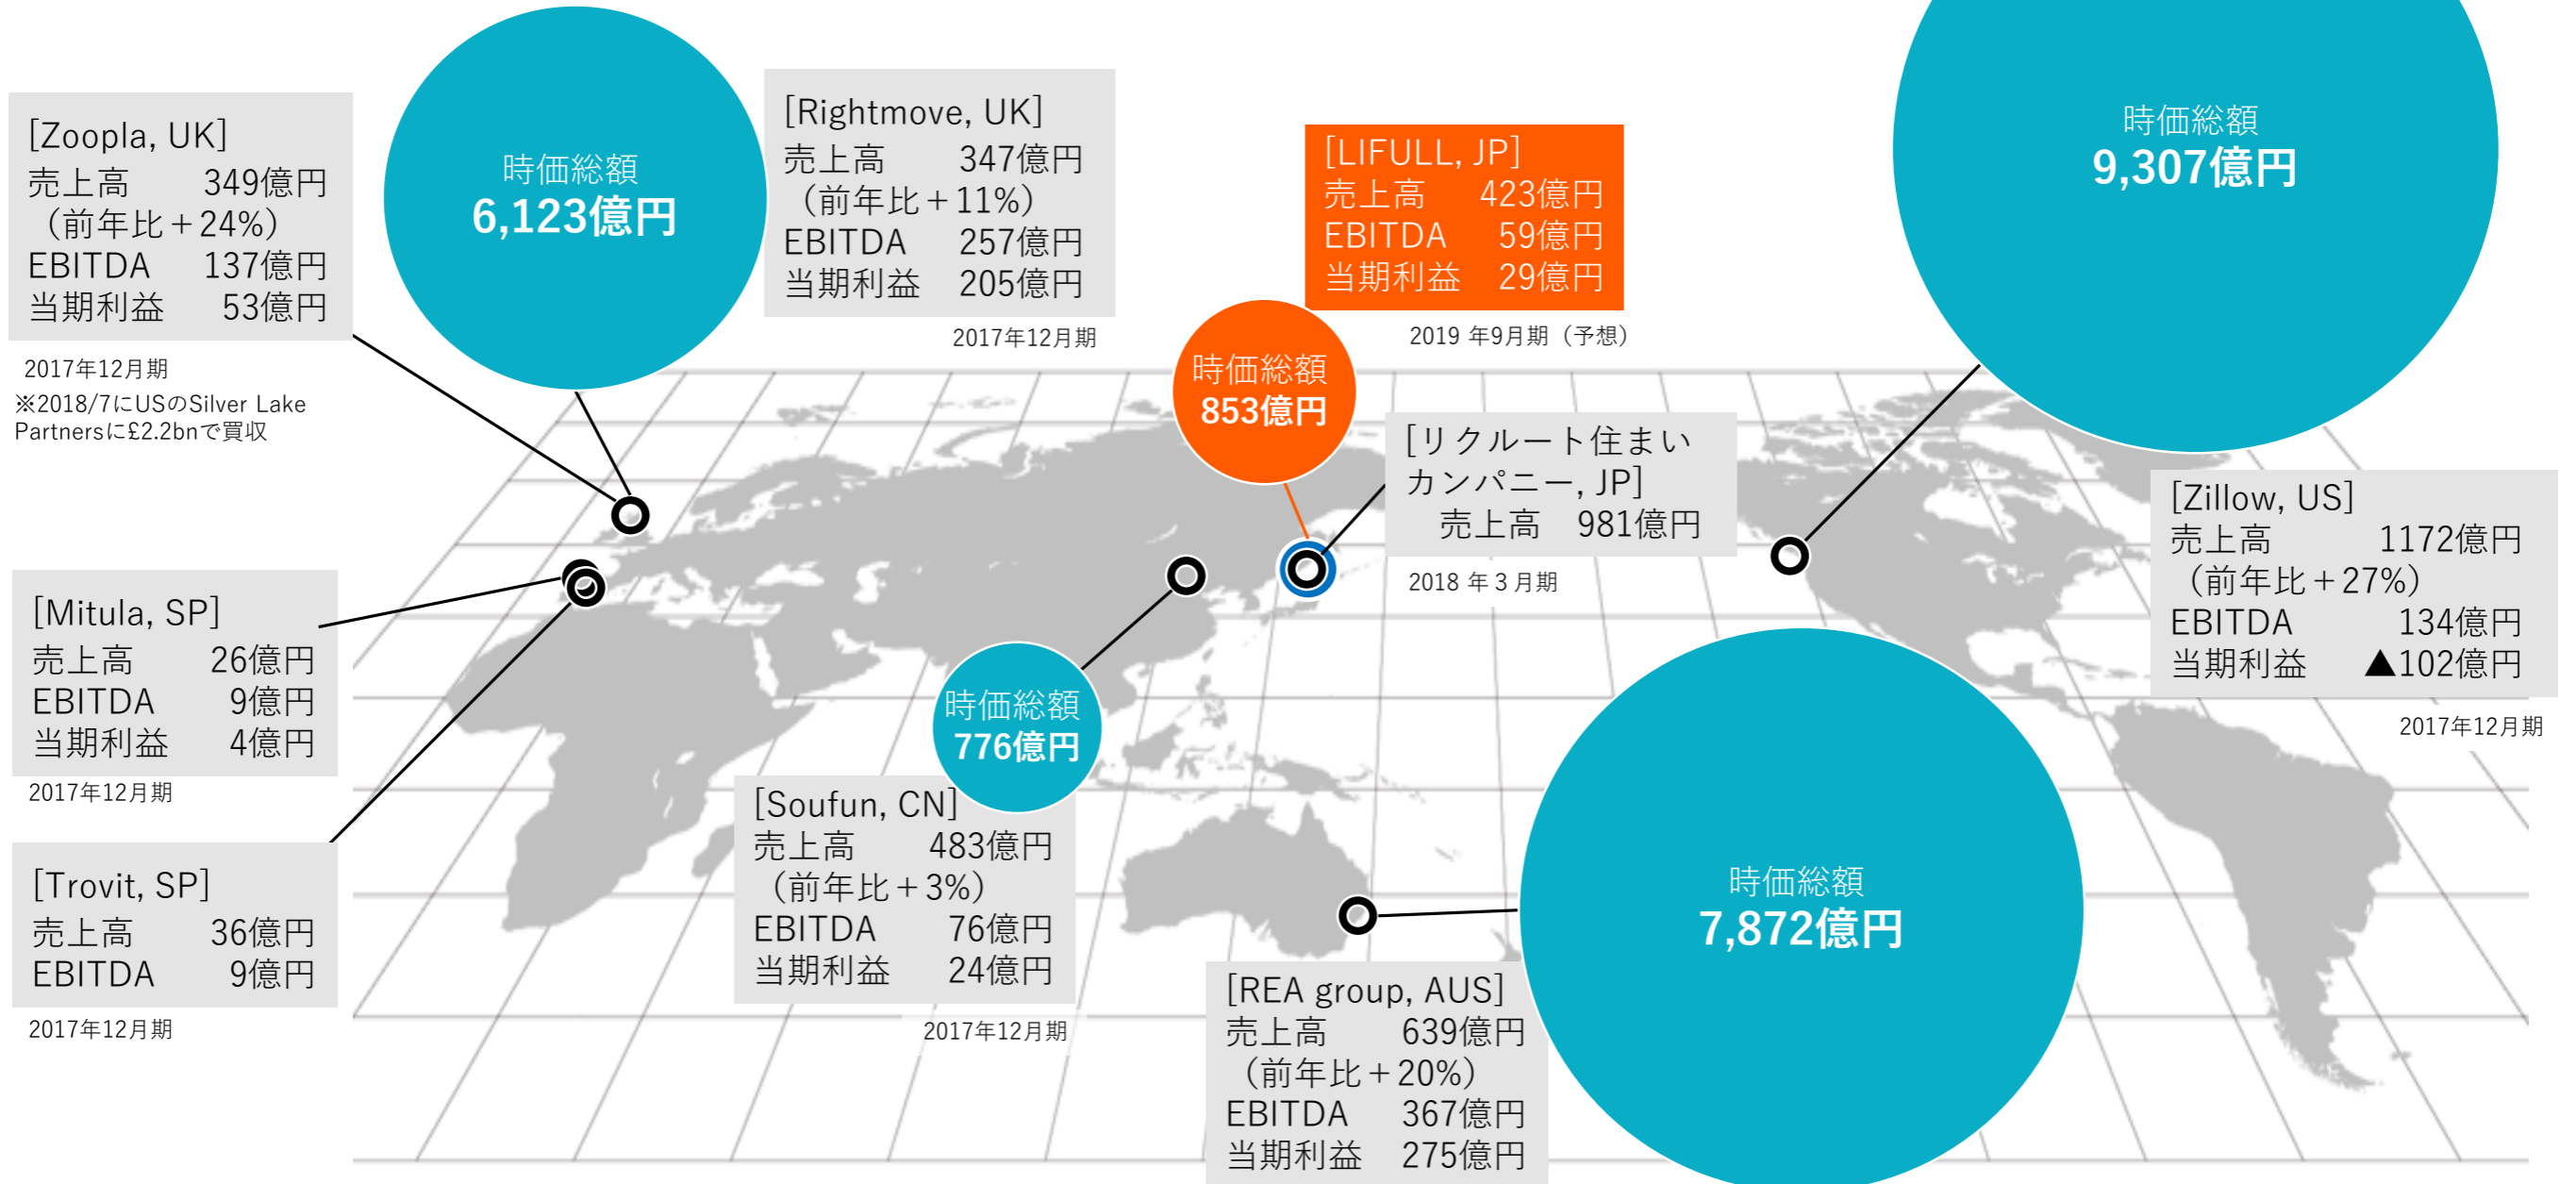 [Zoopla, UK]
売上高 349億円
（前年比＋24%）
EBITDA 137億円
当期利益 53億円
2017年12月期
※2018/7にUSのSilver Lake
Partnersに£2.2bnで買収
時価総額
6,123億円
[Rightmove, UK]
売上高 347億円
（前年比＋11%）
EBITDA 257億円
当期利益 205億円
2017年12月期
[LIFULL, JP]
売上高 423億円
EBITDA 59億円
当期利益 29億円
2019 年9月期（予想）
時価総額
853億円
[リクルート住まい
カンパニー, JP]
売上高 981億円
2018 年３月期
時価総額
9,307億円
[Zillow, US]
売上高 1172億円
（前年比＋27%）
EBITDA 134億円
当期利益 ▲102億円
2017年12月期
[Mitula, SP]
売上高 26億円
EBITDA 9億円
当期利益 4億円
2017年12月期
[Trovit, SP]
売上高 36億円
EBITDA 9億円
2017年12月期
時価総額
776億円
[Soufun, CN]
売上高 483億円
（前年比＋3%）
EBITDA 76億円
当期利益 24億円
2017年12月期
時価総額
7,872億円
[REA group, AUS]
売上高 639億円
（前年比＋20%）
EBITDA 367億円
当期利益 275億円